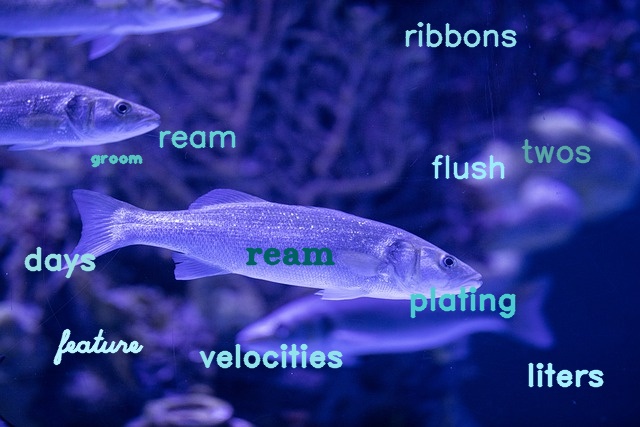 ribbons
ream
groom
flush
twos
days
ream
plating
feature
velocities
liters